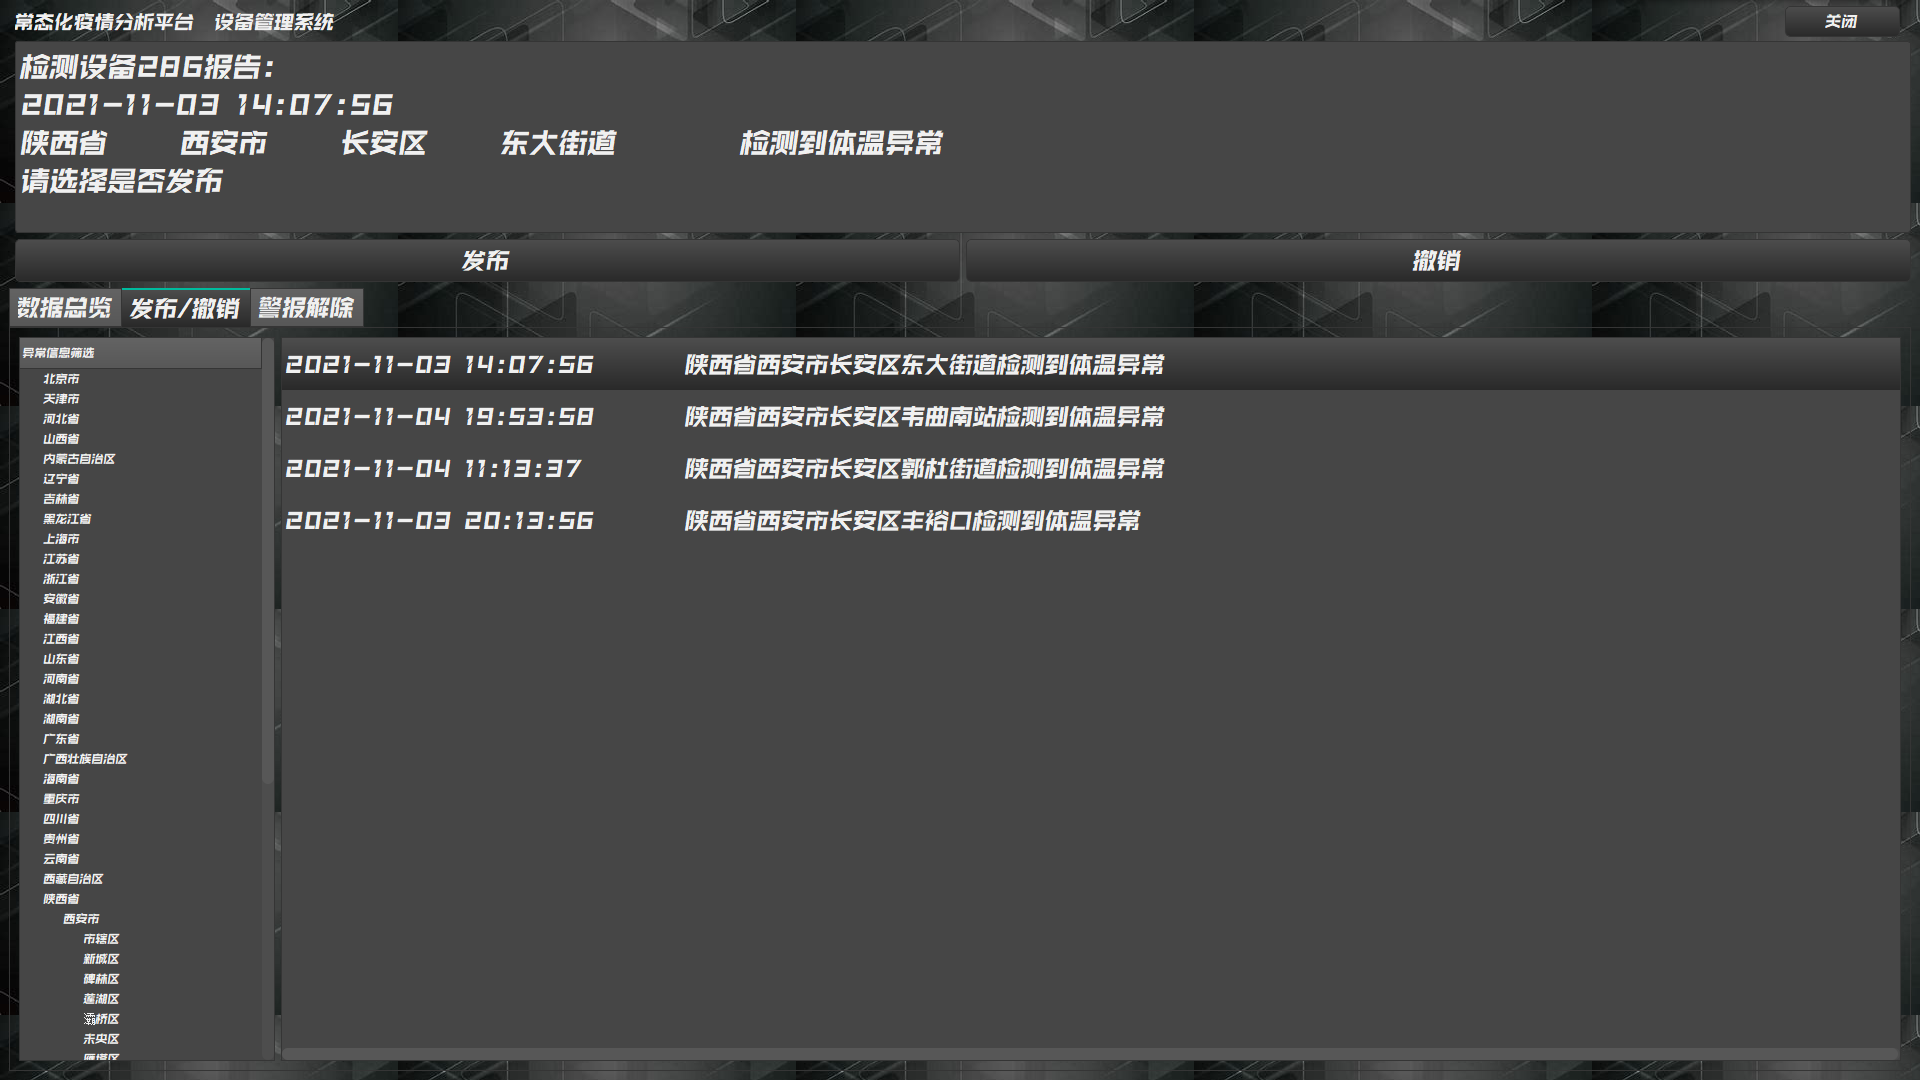 常态化疫情分析平台 设备管理系统
关闭
检测设备286报告:
2021-11-03 14:07:56
陕西省 西安市 长安区 东大街道 检测到体温异常
请选择是否发布
发布 撤销
数据总览 发布/撤销 警报解除
异常信息筛选
北京市
天津市
河北省
山西省
内蒙古自治区
辽宁省
吉林省
黑龙江省
上海市
江苏省
浙江省
安徽省
福建省
江西省
山东省
河南省
湖北省
湖南省
广东省
广西壮族自治区
海南省
重庆市
四川省
贵州省
云南省
西藏自治区
陕西省
西安市
市辖区
新城区
碑林区
莲湖区
灞桥区
未央区
雁塔区
2021-11-03 14:07:56 陕西省西安市长安区东大街道检测到体温异常
2021-11-04 19:53:58 陕西省西安市长安区韦曲南站检测到体温异常
2021-11-04 11:13:37 陕西省西安市长安区郭杜街道检测到体温异常
2021-11-03 20:13:56 陕西省西安市长安区丰裕口检测到体温异常